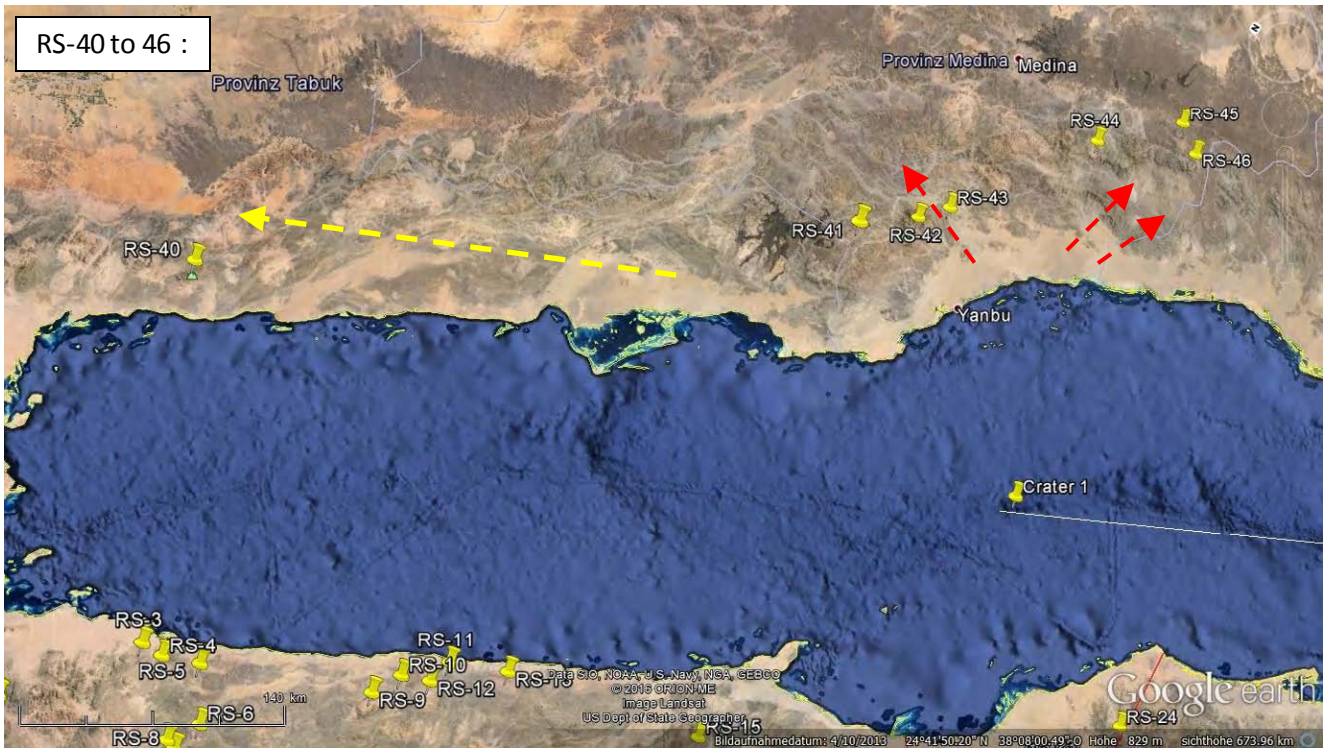 RS-40 to 46 :
N
Provinz Tabuk
Provinz Medina
Medina
RS-45
RS-44
RS-46
RS-43
RS-41
RS-42
RS-40
Yanbu
Crater 1
RS-3
RS-4
RS-5
RS-11
RS-10
RS-9
RS-12
RS-13
RS-6
RS-8
RS-15
RS-24
140 km
Data SIO, NOAA, U.S. Navy, NGA, GEBCO
© 2016 ORION-ME
Image Landsat
US Dept of State Geographer
Google earth
Bildaufnahmedatum: 4/10/2013 24°41'50.20" N 38°08'00.49" O Höhe 829 m sichthöhe 673.96 km